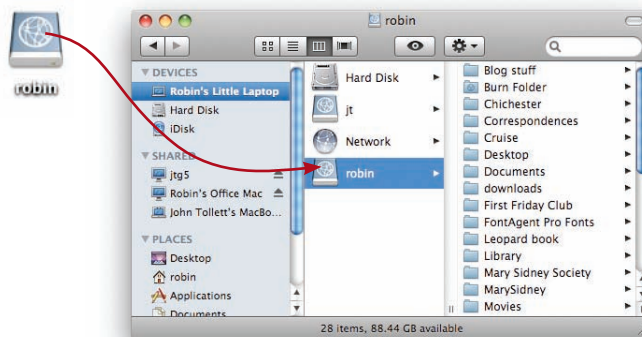 robin
robin
DEVICES
Robin's Little Laptop
Hard Disk
iDisk
SHARED
jtg5
Robin's Office Mac
John Tollett's MacBo...
PLACES
Desktop
robin
Applications
Documents
Hard Disk
jt
Network
robin
Blog stuff
Burn Folder
Chichester
Correspondences
Cruise
Desktop
Documents
downloads
First Friday Club
FontAgent Pro Fonts
Leopard book
Library
Mary Sidney Society
MarySidney
Movies
28 items, 88.44 GB available